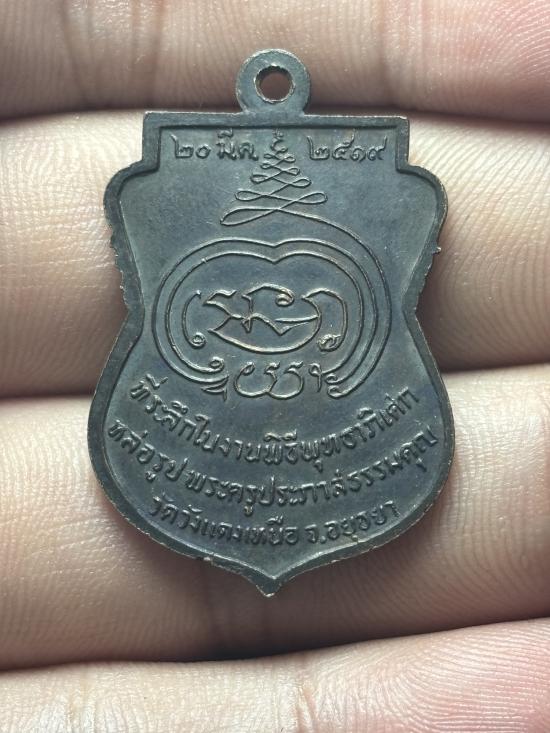 ๒๐ มีค ๒๕๑๙
ที่ระลึกในงานพิธีพุทธาภิเศก
หล่อรูป พระครูประภาสธรรมคุณ
วัดวังแดงเหนือ จ.อยุธยา